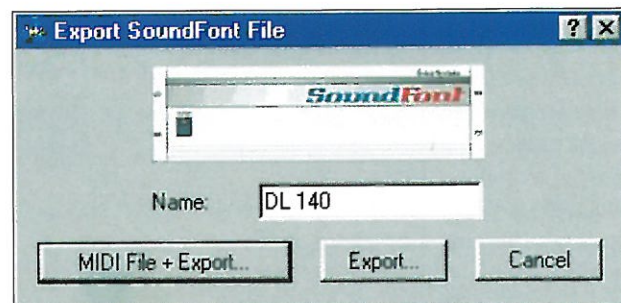 Export SoundFont File
SoundFont
Name: DL 140
MIDI File + Export... Export... Cancel